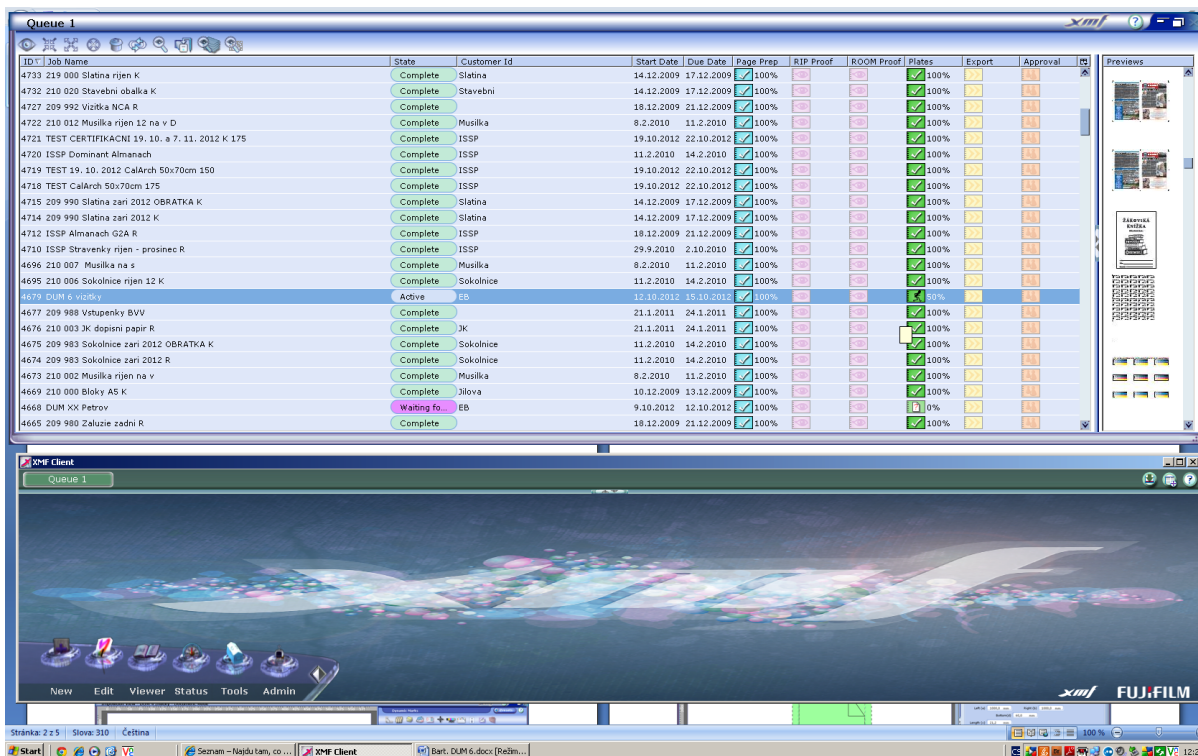 Queue 1
xmf
ID Job Name State Customer Id Start Date Due Date Page Prep RIP Proof ROOM Proof Plates Export Approval Previews
4733 219 000 Slatina rijen K Complete Slatina 14.12.2009 17.12.2009 100% 100%
4732 210 020 Stavebni obalka K Complete Stavebni 14.12.2009 17.12.2009 100% 100%
4727 209 992 Vizitka NCA R Complete 18.12.2009 21.12.2009 100% 100%
4722 210 012 Musilka rijen 12 na v D Complete Musilka 8.2.2010 11.2.2010 100% 100%
4721 TEST CERTIFIKACNI 19. 10. a 7. 11. 2012 K 175 Complete ISSP 19.10.2012 22.10.2012 100% 100%
4720 ISSP Dominant Almanach Complete ISSP 11.2.2010 14.2.2010 100% 100%
4719 TEST 19. 10. 2012 CalArch 50x70cm 150 Complete ISSP 19.10.2012 22.10.2012 100% 100%
4718 TEST CalArch 50x70cm 175 Complete ISSP 19.10.2012 22.10.2012 100% 100%
4715 209 990 Slatina zari 2012 OBRATKA K Complete Slatina 14.12.2009 17.12.2009 100% 100%
4714 209 990 Slatina zari 2012 K Complete Slatina 14.12.2009 17.12.2009 100% 100%
4712 ISSP Almanach G2A R Complete ISSP 18.12.2009 21.12.2009 100% 100%
4710 ISSP Stravenky rijen - prosinec R Complete ISSP 29.9.2010 2.10.2010 100% 100%
4696 210 007 Musilka na s Complete Musilka 8.2.2010 11.2.2010 100% 100%
4695 210 006 Sokolnice rijen 12 K Complete Sokolnice 11.2.2010 14.2.2010 100% 100%
4679 DUM 6 vizitky Active EB 12.10.2012 15.10.2012 100% 50%
4677 209 988 Vstupenky BVV Complete 21.1.2011 24.1.2011 100% 100%
4676 210 003 JK dopisni papir R Complete JK 21.1.2011 24.1.2011 100% 100%
4675 209 983 Sokolnice zari 2012 OBRATKA K Complete Sokolnice 11.2.2010 14.2.2010 100% 100%
4674 209 983 Sokolnice zari 2012 R Complete Sokolnice 11.2.2010 14.2.2010 100% 100%
4673 210 002 Musilka rijen na v Complete Musilka 8.2.2010 11.2.2010 100% 100%
4669 210 000 Bloky A5 K Complete Jilova 10.12.2009 13.12.2009 100% 100%
4668 DUM XX Petrov Waiting fo... EB 9.10.2012 12.10.2012 100% 0%
4665 209 980 Zaluzie zadni R Complete 18.12.2009 21.12.2009 100% 100%
ŽÁKOVSKÁ
KNÍŽKA
XMF Client
Queue 1
xmf
New Edit Viewer Status Tools Admin
xmf FUJIFILM
Stránka: 2 z 5 Slova: 310 Čeština 100 %
Start Seznam – Najdu tam, co ... XMF Client Bart. DUM 6.docx [Režim...